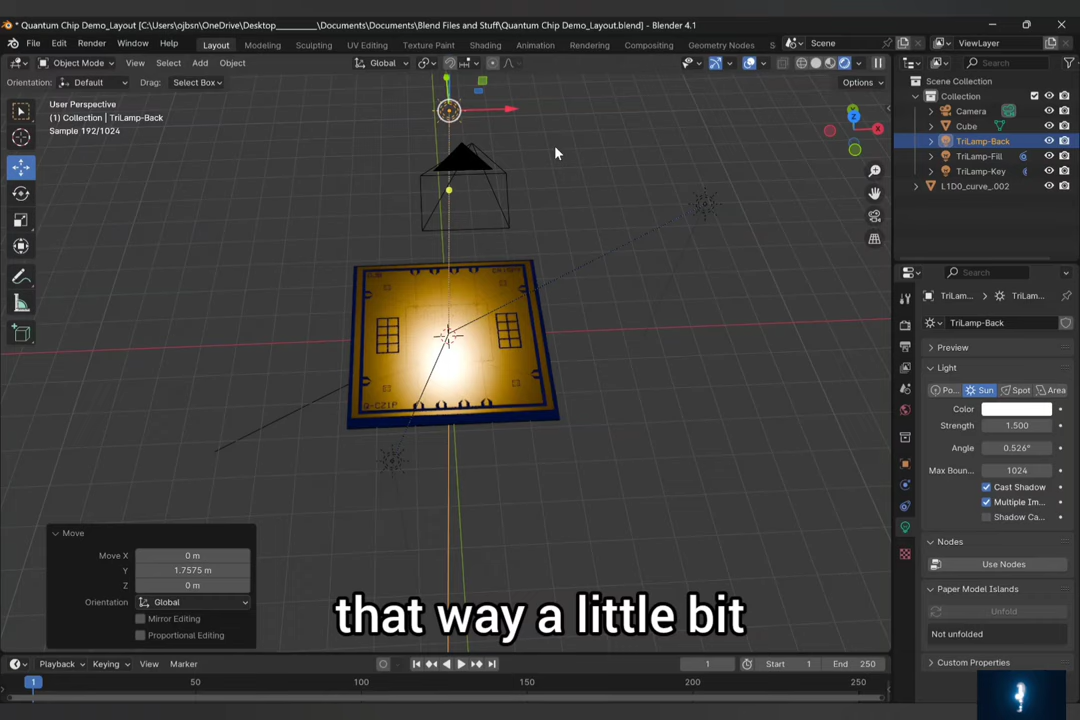 * Quantum Chip Demo_Layout [C:\Users\ojbsn\OneDrive\Desktop________\Documents\Documents\Blend Files and Stuff\Quantum Chip Demo_Layout.blend] - Blender 4.1
File Edit Render Window Help Layout Modeling Sculpting UV Editing Texture Paint Shading Animation Rendering Compositing Geometry Nodes S Scene ViewLayer
Object Mode View Select Add Object Global Search
Orientation: Default Drag: Select Box Options
Scene Collection
Collection
Camera
Cube
TriLamp-Back
TriLamp-Fill
TriLamp-Key
L1D0_curve_.002
User Perspective
(1) Collection | TriLamp-Back
Sample 192/1024
Z
X
Q-CZIP
Search
TriLam... TriLam...
TriLamp-Back
Preview
Light
Po... Sun Spot Area
Color
Strength 1.500
Angle 0.526°
Max Boun... 1024
Cast Shadow
Multiple Im...
Shadow Ca...
Nodes
Use Nodes
Paper Model Islands
Unfold
Not unfolded
Custom Properties
Move
Move X 0 m
Y 1.7575 m
Z 0 m
Orientation Global
Mirror Editing
Proportional Editing
that way a little bit
Playback Keying View Marker 1 Start 1 End 250
1 50 100 150 200 250